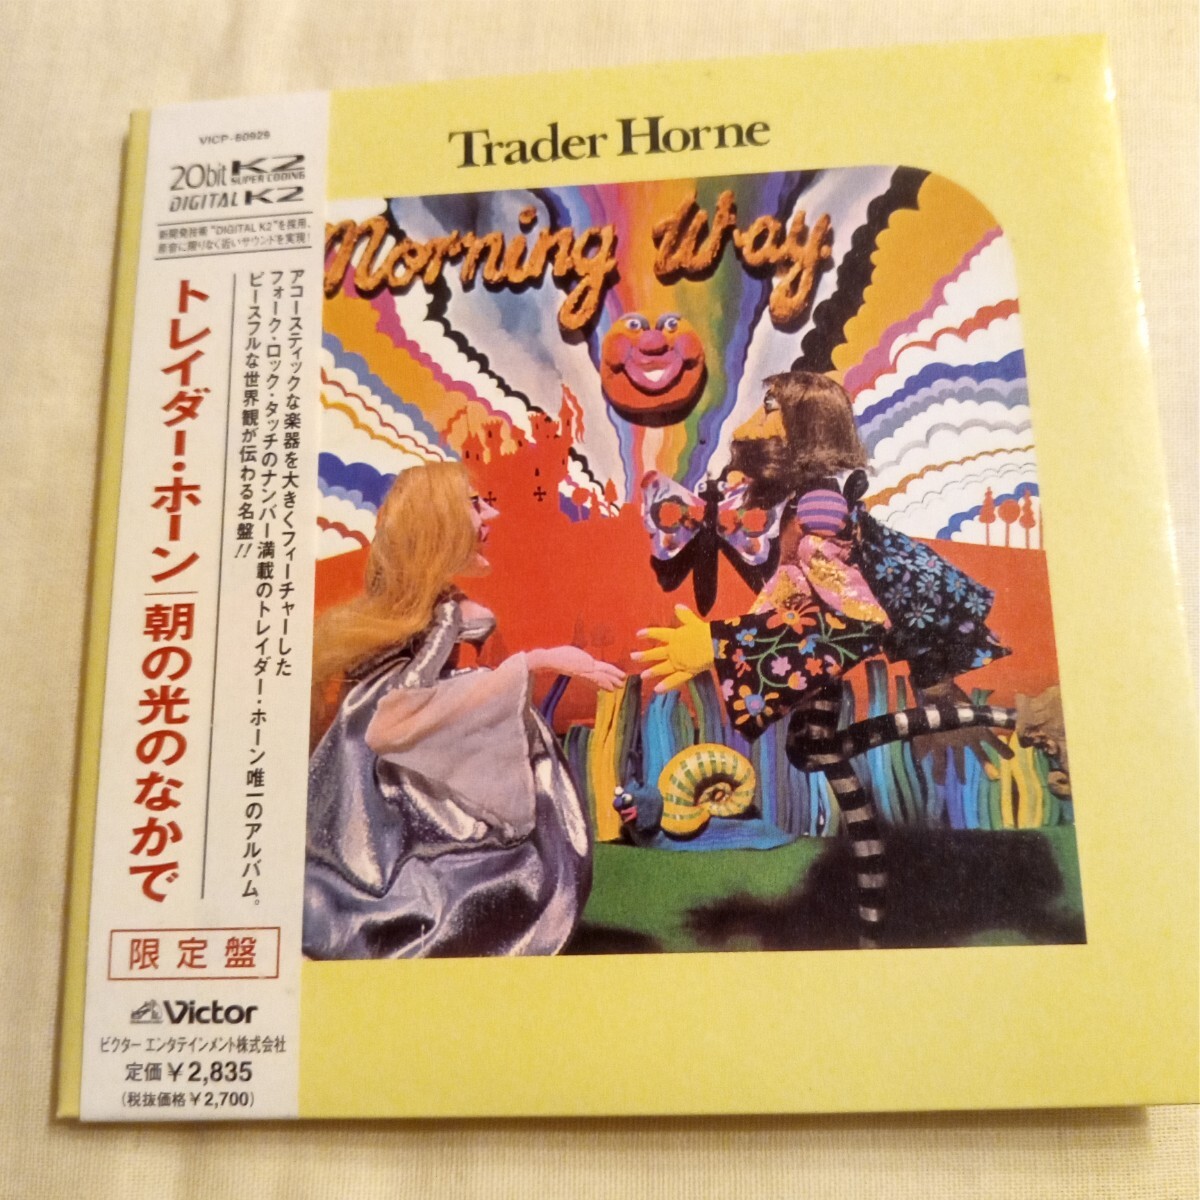 VICP-60929
20bit K2
SUPER CODING
DIGITAL K2
新開発技術“DIGITAL K2”を採用、
原音に限りなく近いサウンドを実現!
アコースティックな楽器を大きくフィーチャーした
フォーク・ロック・タッチのナンバー満載のトレイダー・ホーン唯一のアルバム。
ピースフルな世界観が伝わる名盤!!
トレイダー・ホーン|朝の光のなかで
限定盤
Victor
ビクター エンタテインメント株式会社
定価¥2,835
(税抜価格¥2,700)
Trader Horne
Morning Way